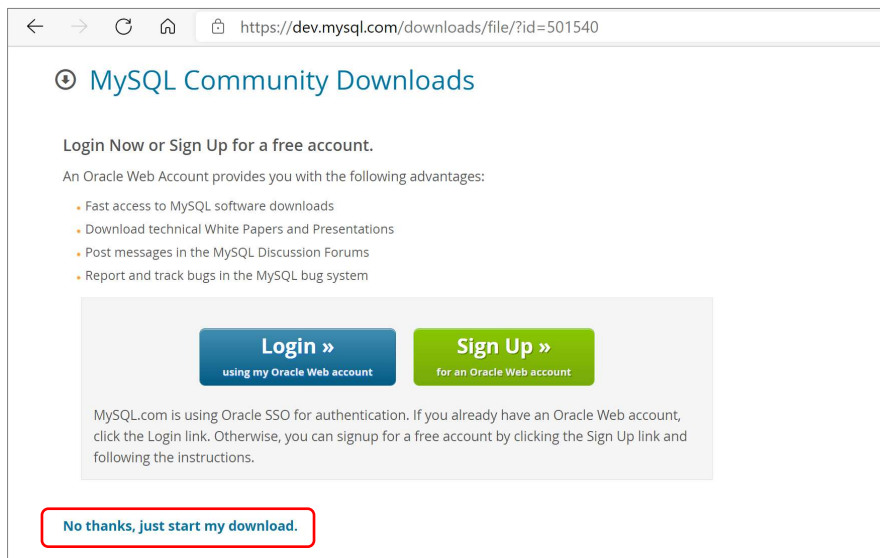 https://dev.mysql.com/downloads/file/?id=501540
MySQL Community Downloads
Login Now or Sign Up for a free account.
An Oracle Web Account provides you with the following advantages:
Fast access to MySQL software downloads
Download technical White Papers and Presentations
Post messages in the MySQL Discussion Forums
Report and track bugs in the MySQL bug system
Login »
using my Oracle Web account
Sign Up »
for an Oracle Web account
MySQL.com is using Oracle SSO for authentication. If you already have an Oracle Web account,
click the Login link. Otherwise, you can signup for a free account by clicking the Sign Up link and
following the instructions.
No thanks, just start my download.